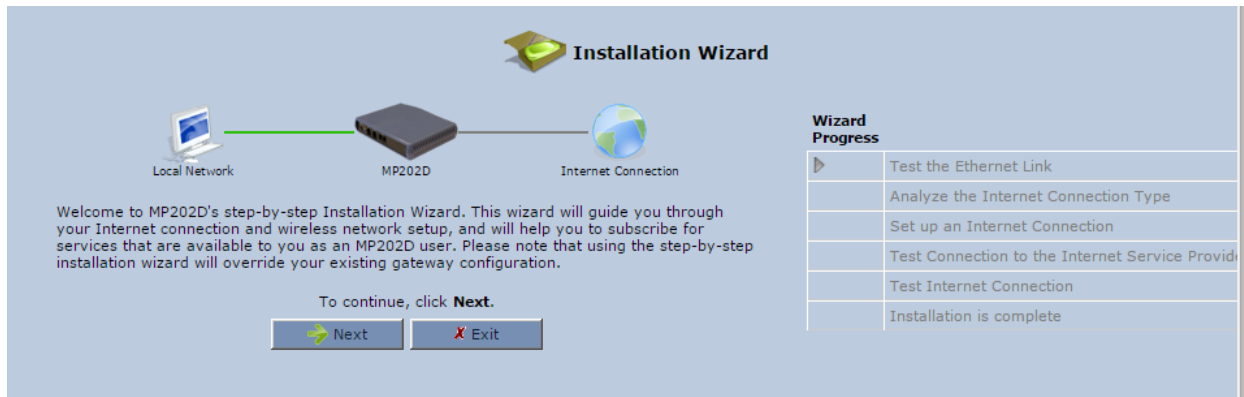 Installation Wizard
Local Network
MP202D
Internet Connection
Welcome to MP202D's step-by-step Installation Wizard. This wizard will guide you through
your Internet connection and wireless network setup, and will help you to subscribe for
services that are available to you as an MP202D user. Please note that using the step-by-step
installation wizard will override your existing gateway configuration.
To continue, click Next.
Next
Exit
Wizard
Progress
Test the Ethernet Link
Analyze the Internet Connection Type
Set up an Internet Connection
Test Connection to the Internet Service
Test Internet Connection
Installation is complete